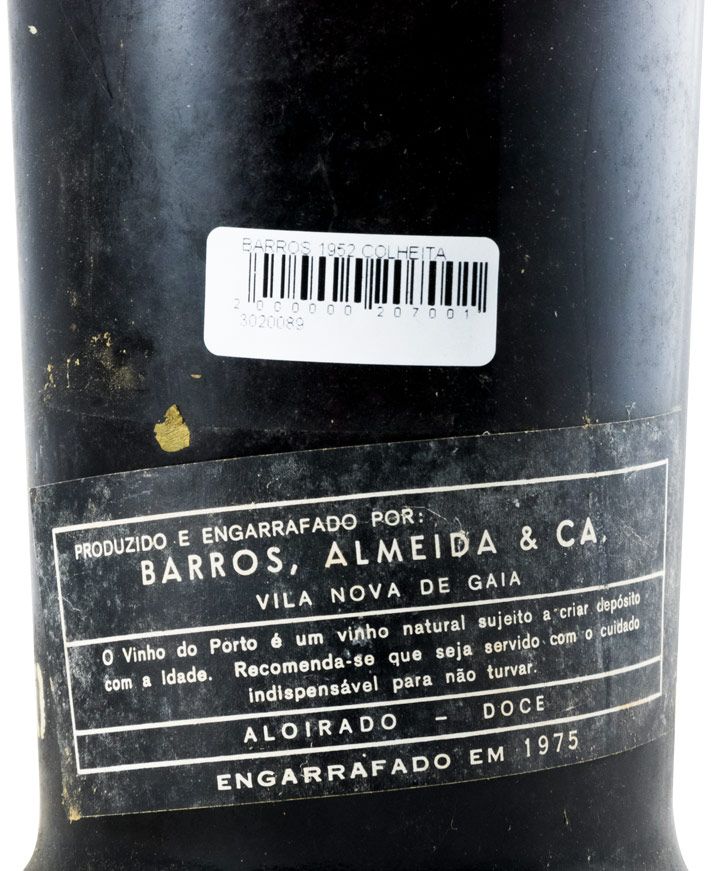 BARROS 1952 COLHEITA
2 000000 207001
3020089
PRODUZIDO E ENGARRAFADO POR:
BARROS, ALMEIDA & CA.
VILA NOVA DE GAIA
O Vinho do Porto é um vinho natural sujeito a criar depósito
com a Idade. Recomenda-se que seja servido com o cuidado
indispensável para não turvar.
ALOIRADO – DOCE
ENGARRAFADO EM 1975